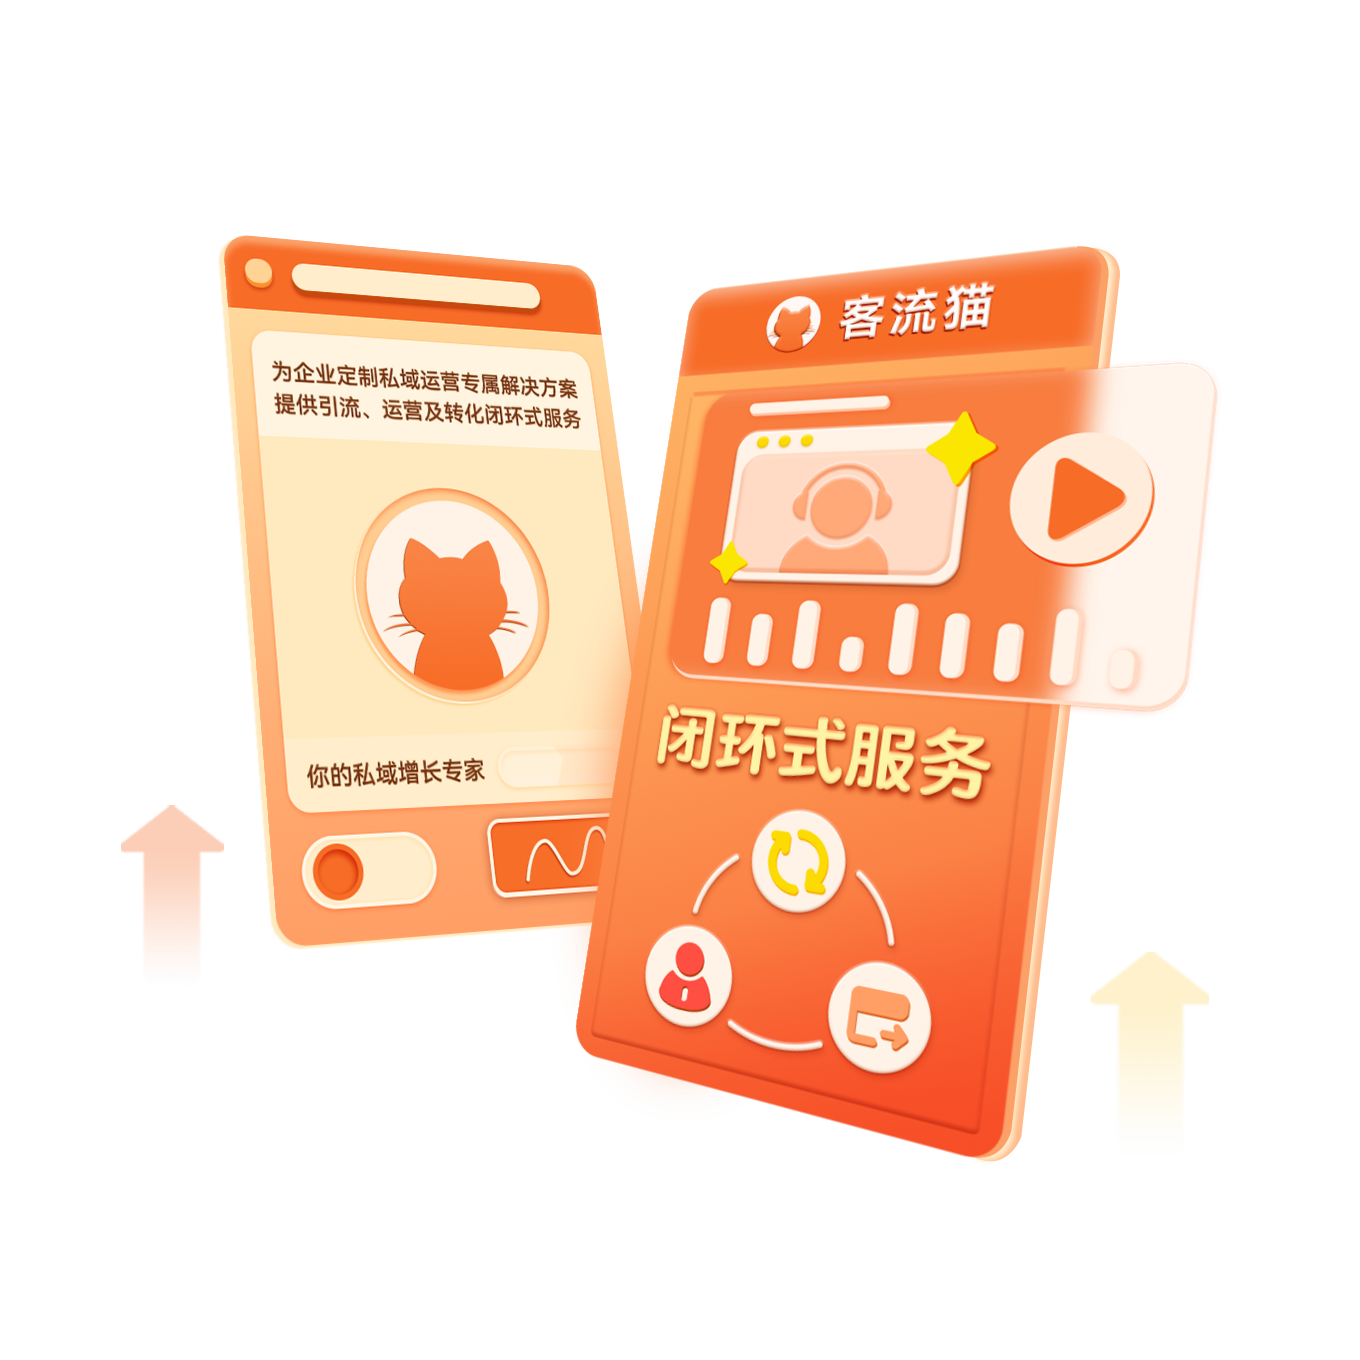 为企业定制私域运营专属解决方案
提供引流、运营及转化闭环式服务
你的私域增长专家
客流猫
闭环式服务